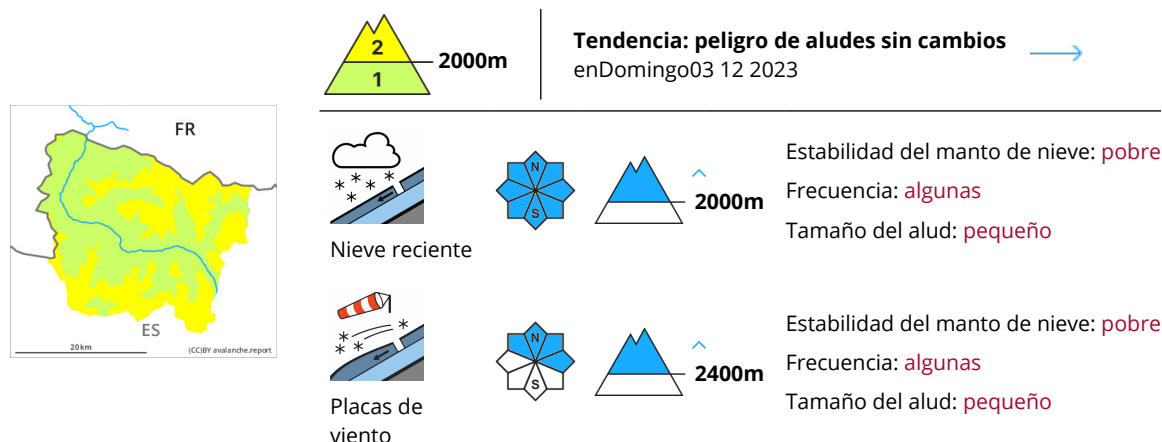 2
1
2000m
Tendencia: peligro de aludes sin cambios
enDomingo03 12 2023
FR
ES
20 km
(CC)BY avalanche.report
Nieve reciente
N
S
2000m
Estabilidad del manto de nieve: pobre
Frecuencia: algunas
Tamaño del alud: pequeño
Placas de
viento
N
S
2400m
Estabilidad del manto de nieve: pobre
Frecuencia: algunas
Tamaño del alud: pequeño